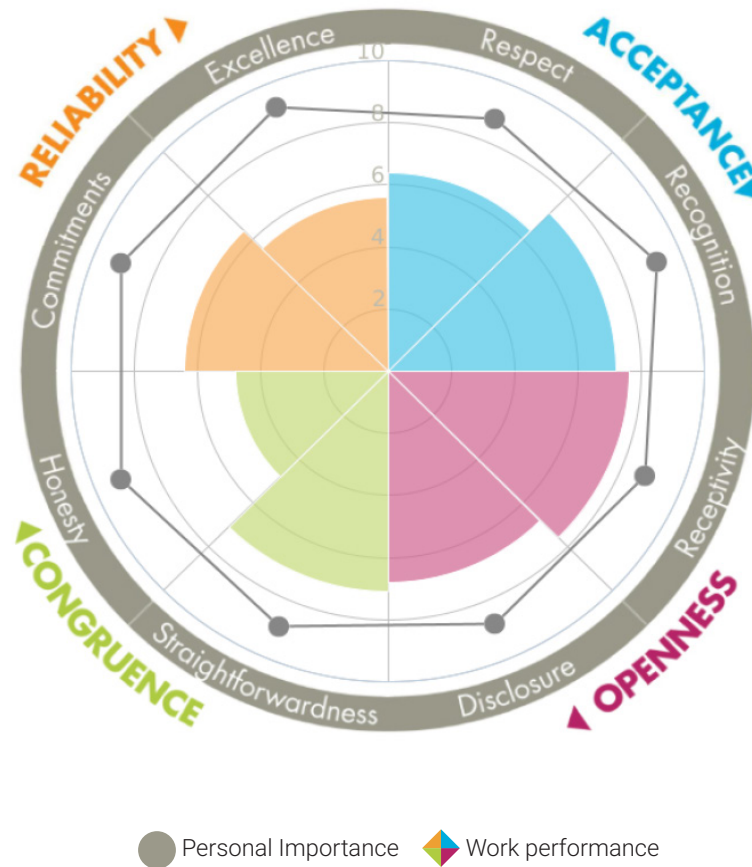 RELIABILITY
ACCEPTANCE
Excellence
Respect
Commitments
Recognition
10
8
6
4
2
Honesty
Receptivity
Straightforwardness
Disclosure
CONGRUENCE
OPENNESS
Personal Importance
Work performance